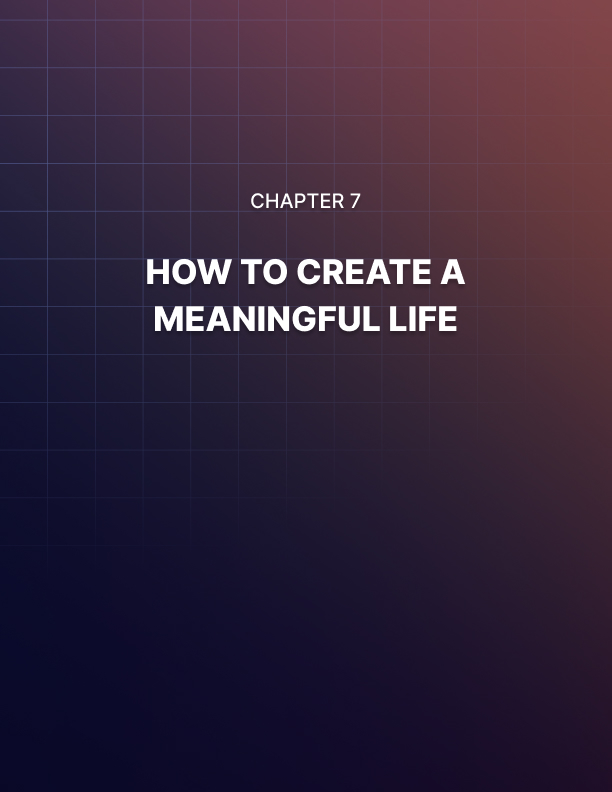 CHAPTER 7
HOW TO CREATE A
MEANINGFUL LIFE